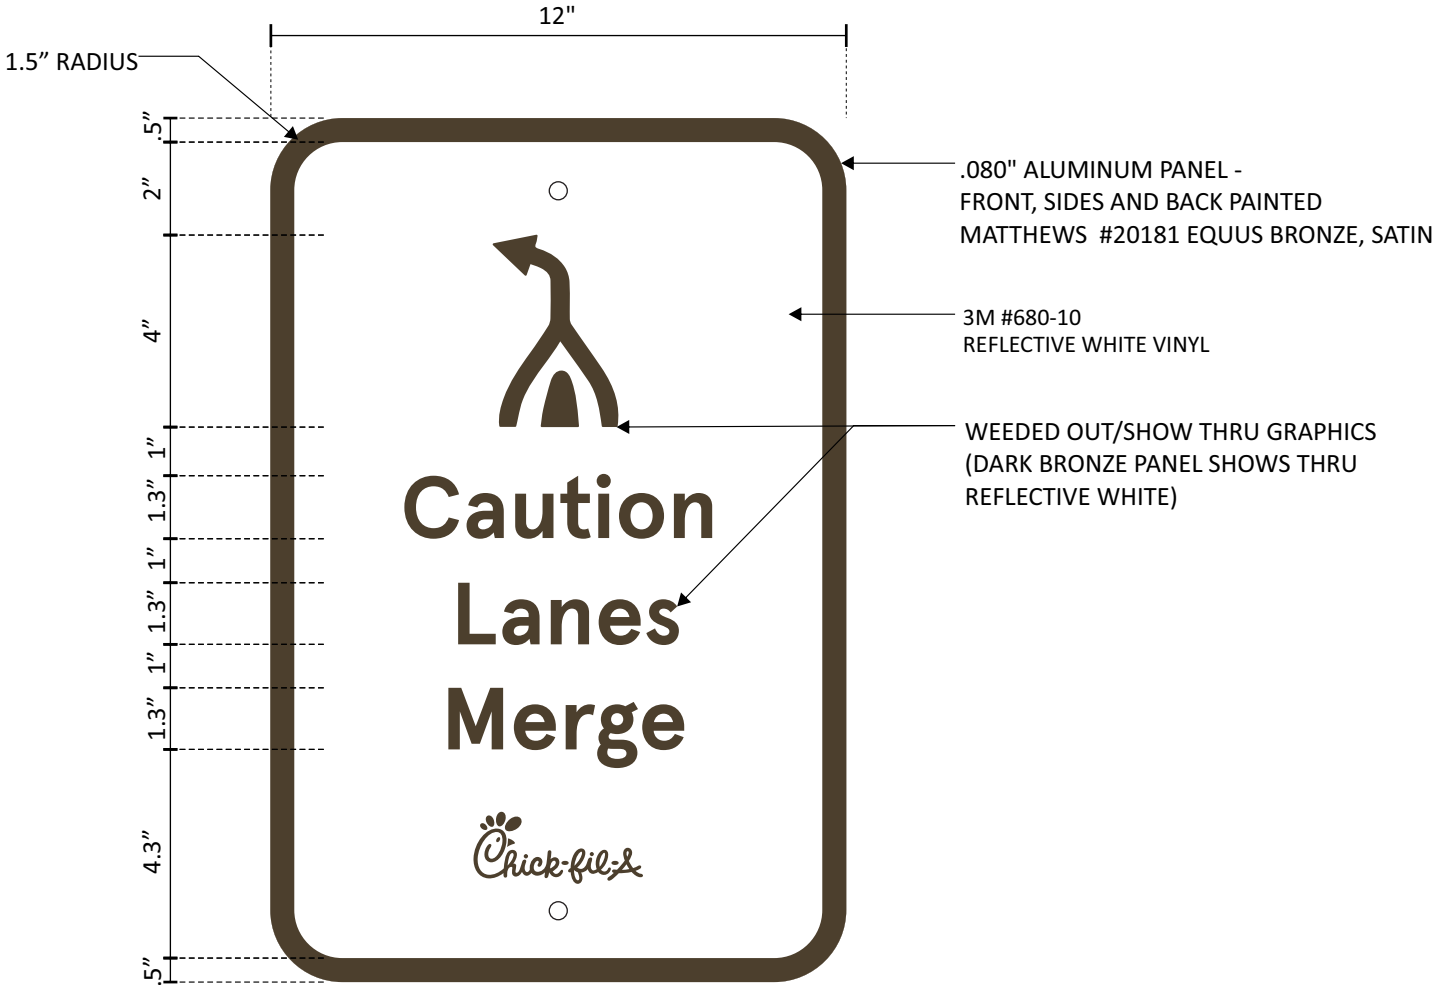 12"
1.5” RADIUS
.5”
2”
4”
1”
1.3”
1”
1.3”
1”
1.3”
4.3”
.5”
Caution
Lanes
Merge
Chick-fil-A
.080" ALUMINUM PANEL -
FRONT, SIDES AND BACK PAINTED
MATTHEWS #20181 EQUUS BRONZE, SATIN
3M #680-10
REFLECTIVE WHITE VINYL
WEEDED OUT/SHOW THRU GRAPHICS
(DARK BRONZE PANEL SHOWS THRU
REFLECTIVE WHITE)